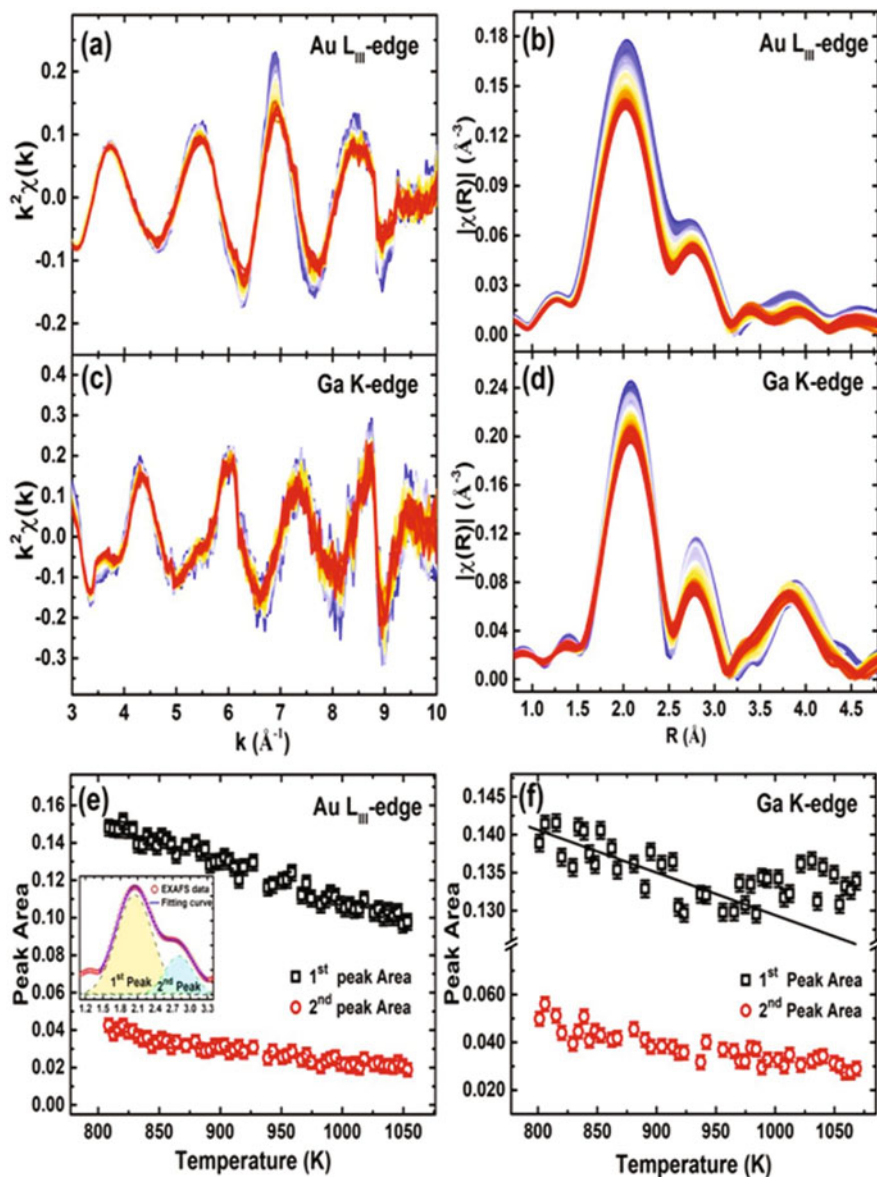 (a) Au L_III-edge
k²χ(k)
0.2
0.1
0.0
-0.1
-0.2
(b) Au L_III-edge
|χ(R)| (Å⁻³)
0.18
0.15
0.12
0.09
0.06
0.03
0.00
(c) Ga K-edge
k²χ(k)
0.4
0.3
0.2
0.1
0.0
-0.1
-0.2
-0.3
3 4 5 6 7 8 9 10
k (Å⁻¹)
(d) Ga K-edge
|χ(R)| (Å⁻³)
0.24
0.20
0.16
0.12
0.08
0.04
0.00
1.0 1.5 2.0 2.5 3.0 3.5 4.0 4.5
R (Å)
(e) Au L_III-edge
Peak Area
0.16
0.14
0.12
0.10
0.08
0.06
0.04
0.02
0.00
EXAFS data
Fitting curve
1st Peak
2nd Peak
1.2 1.5 1.8 2.1 2.4 2.7 3.0 3.3
1st peak Area
2nd peak Area
800 850 900 950 1000 1050
Temperature (K)
(f) Ga K-edge
Peak Area
0.145
0.140
0.135
0.130
0.060
0.040
0.020
1st Peak Area
2nd Peak Area
800 850 900 950 1000 1050
Temperature (K)